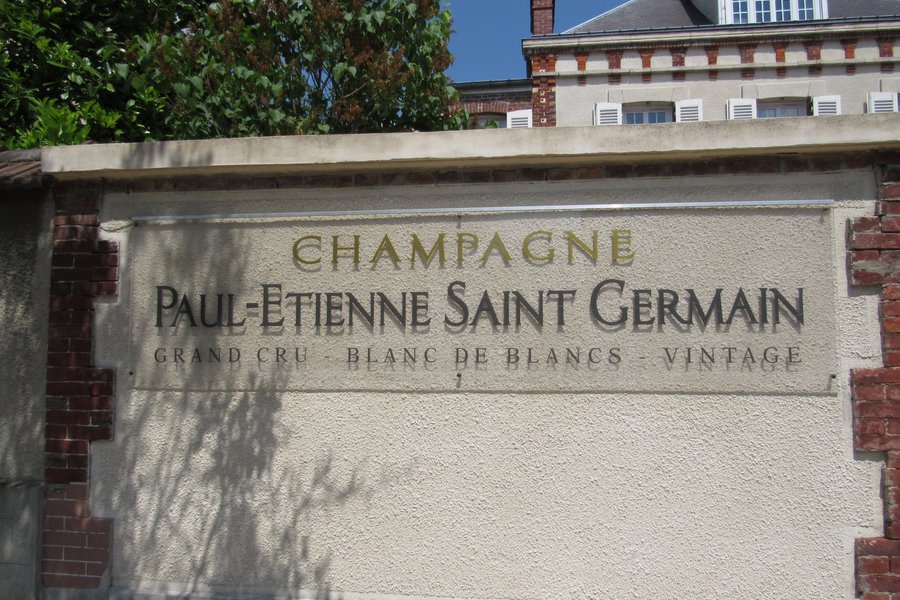 CHAMPAGNE
PAUL-ETIENNE SAINT GERMAIN
GRAND CRU - BLANC DE BLANCS - VINTAGE